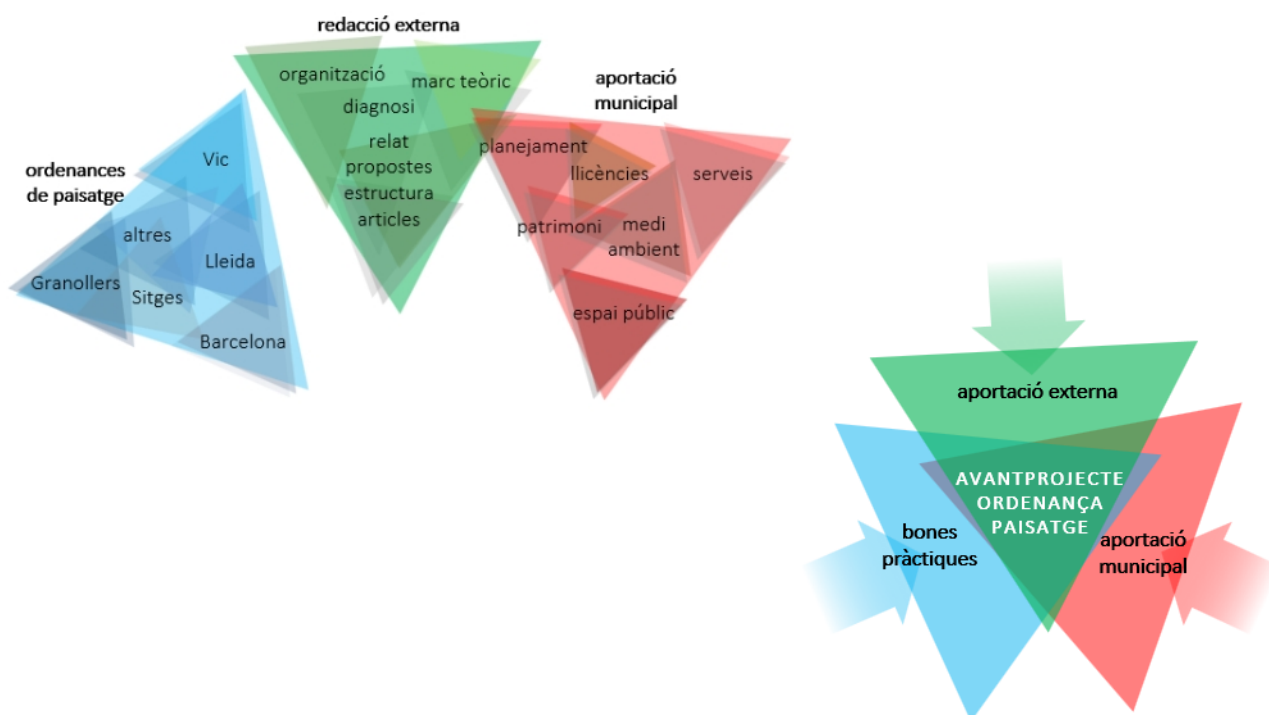 redacció externa
organització
marc teòric
diagnosi
relat
propostes
estructura
articles
aportació
municipal
planejament
llicències
serveis
patrimoni
medi
ambient
espai públic
ordenances
de paisatge
Vic
altres
Lleida
Granollers
Sitges
Barcelona
aportació externa
AVANTPROJECTE
ORDENANÇA
PAISATGE
bones
pràctiques
aportació
municipal